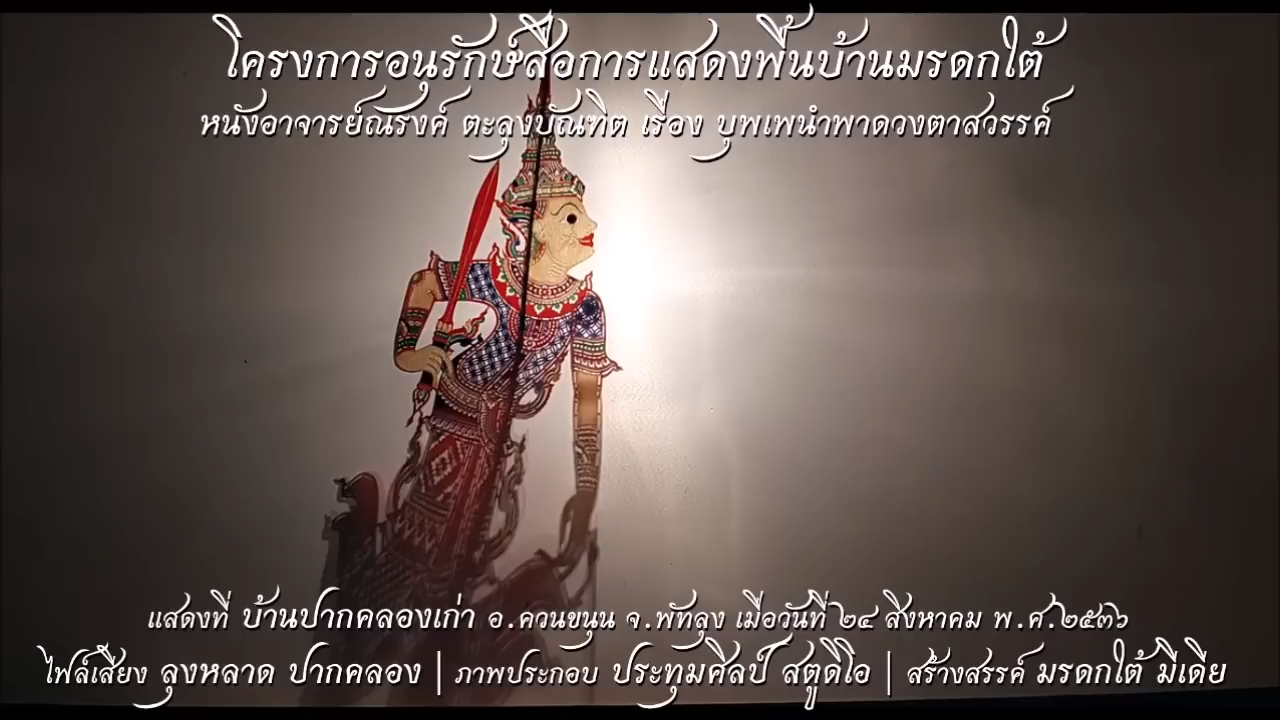 โครงการอนุรักษ์สื่อการแสดงพื้นบ้านมรดกใต้
หนังอาจารย์ณรงค์ ตะลุงบัณฑิต เรื่อง บุพเพนำพาดวงตาสวรรค์
แสดงที่ บ้านปากคลองเก่า อ.ควนขนุน จ.พัทลุง เมื่อวันที่ ๒๔ สิงหาคม พ.ศ.๒๕๓๖
ไฟล์เสียง ลุงหลาด ปากคลอง | ภาพประกอบ ประทุมศิลป์ สตูดิโอ | สร้างสรรค์ มรดกใต้ มีเดีย